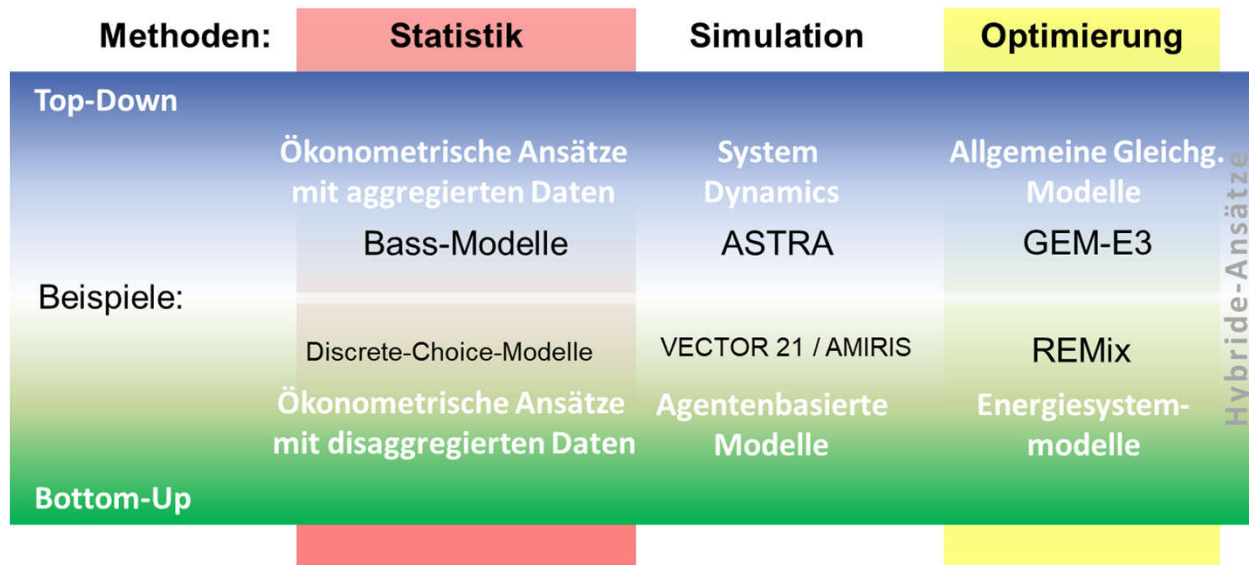 Methoden: Statistik Simulation Optimierung
Top-Down
Ökonometrische Ansätze System Allgemeine Gleichg.
mit aggregierten Daten Dynamics Modelle
Bass-Modelle ASTRA GEM-E3
Beispiele:
Discrete-Choice-Modelle VECTOR 21 / AMIRIS REMix
Ökonometrische Ansätze Agentenbasierte Energiesystem-
mit disaggregierten Daten Modelle modelle
Bottom-Up
Hybride-Ansätze